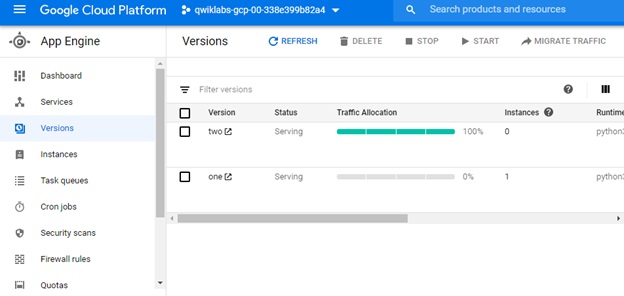 Google Cloud Platform
qwiklabs-gcp-00-338e399b82a4
Search products and resources
App Engine
Versions
REFRESH
DELETE
STOP
START
MIGRATE TRAFFIC
Dashboard
Services
Versions
Instances
Task queues
Cron jobs
Security scans
Firewall rules
Quotas
Filter versions
Version Status Traffic Allocation Instances Runtime
two Serving 100% 0 python3
one Serving 0% 1 python3